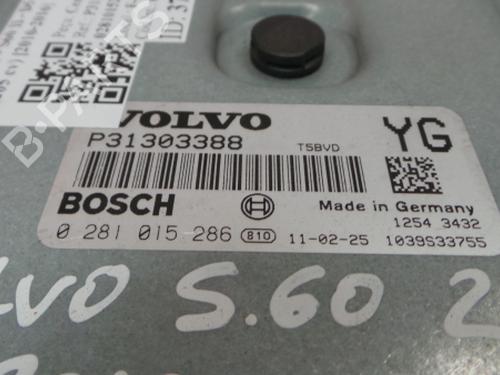 VOLVO
P31303388
T5BVD
YG
BOSCH
Made in Germany
1254 3432
0 281 015 286 810 11-02-25 1039S33755
LVO S.60 2